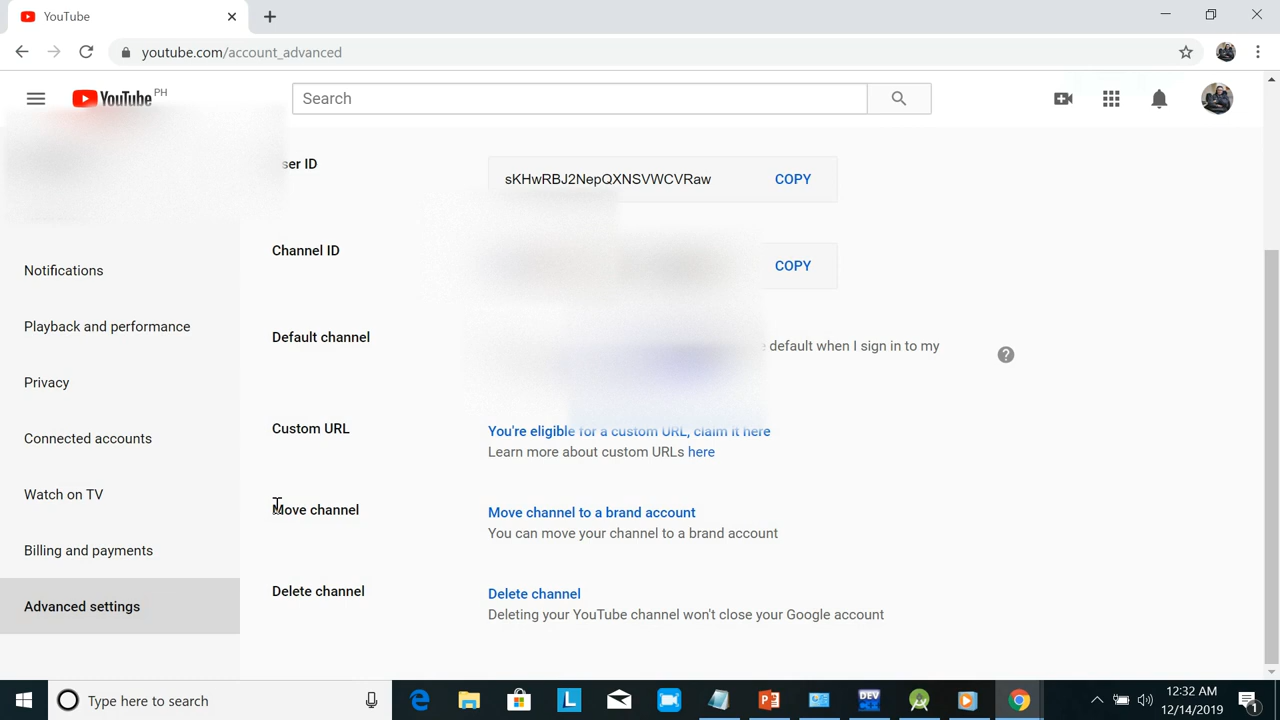 YouTube
youtube.com/account_advanced
YouTube PH
Search
ser ID
sKHwRBJ2NepQXNSVWCVRaw
COPY
Channel ID
COPY
Notifications
Default channel
default when I sign in to my
Playback and performance
Privacy
Custom URL
You're eligible for a custom URL, claim it here
Learn more about custom URLs here
Connected accounts
Watch on TV
Move channel
Move channel to a brand account
You can move your channel to a brand account
Billing and payments
Delete channel
Delete channel
Deleting your YouTube channel won't close your Google account
Advanced settings
Type here to search
L
DEV
12:32 AM
12/14/2019
1